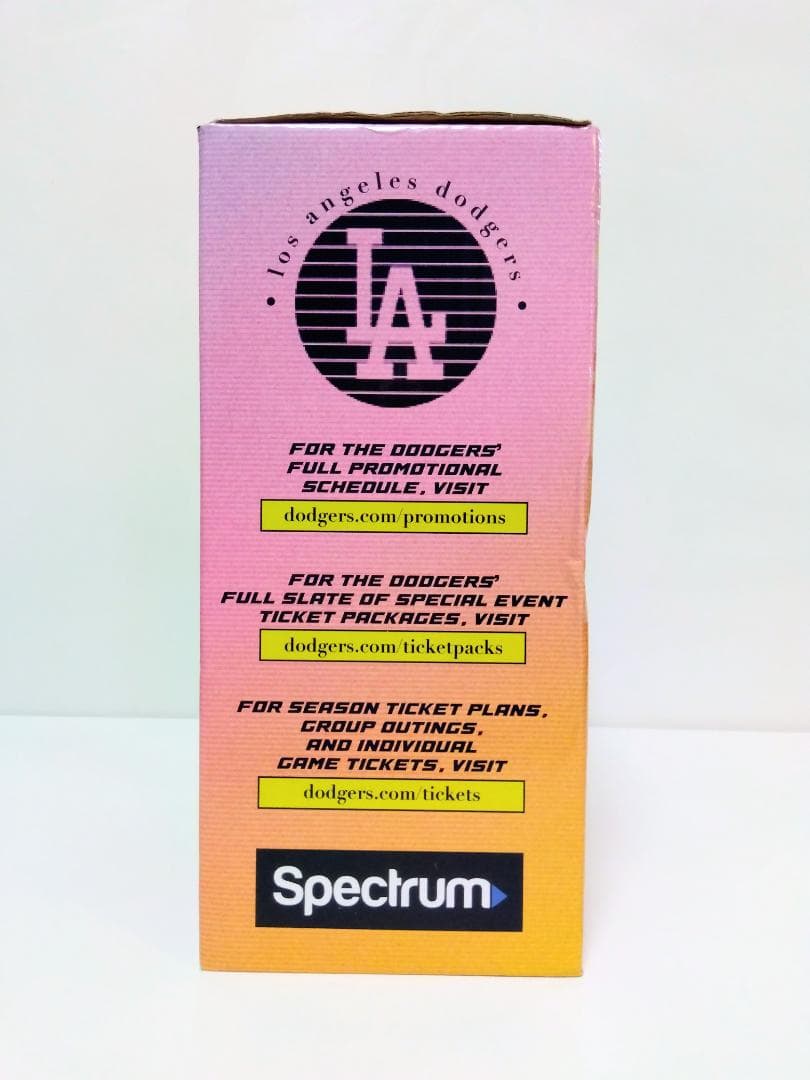 • los angeles dodgers •
LA
FOR THE DODGERS'
FULL PROMOTIONAL
SCHEDULE, VISIT
dodgers.com/promotions
FOR THE DODGERS'
FULL SLATE OF SPECIAL EVENT
TICKET PACKAGES, VISIT
dodgers.com/ticketpacks
FOR SEASON TICKET PLANS,
GROUP OUTINGS,
AND INDIVIDUAL
GAME TICKETS, VISIT
dodgers.com/tickets
Spectrum